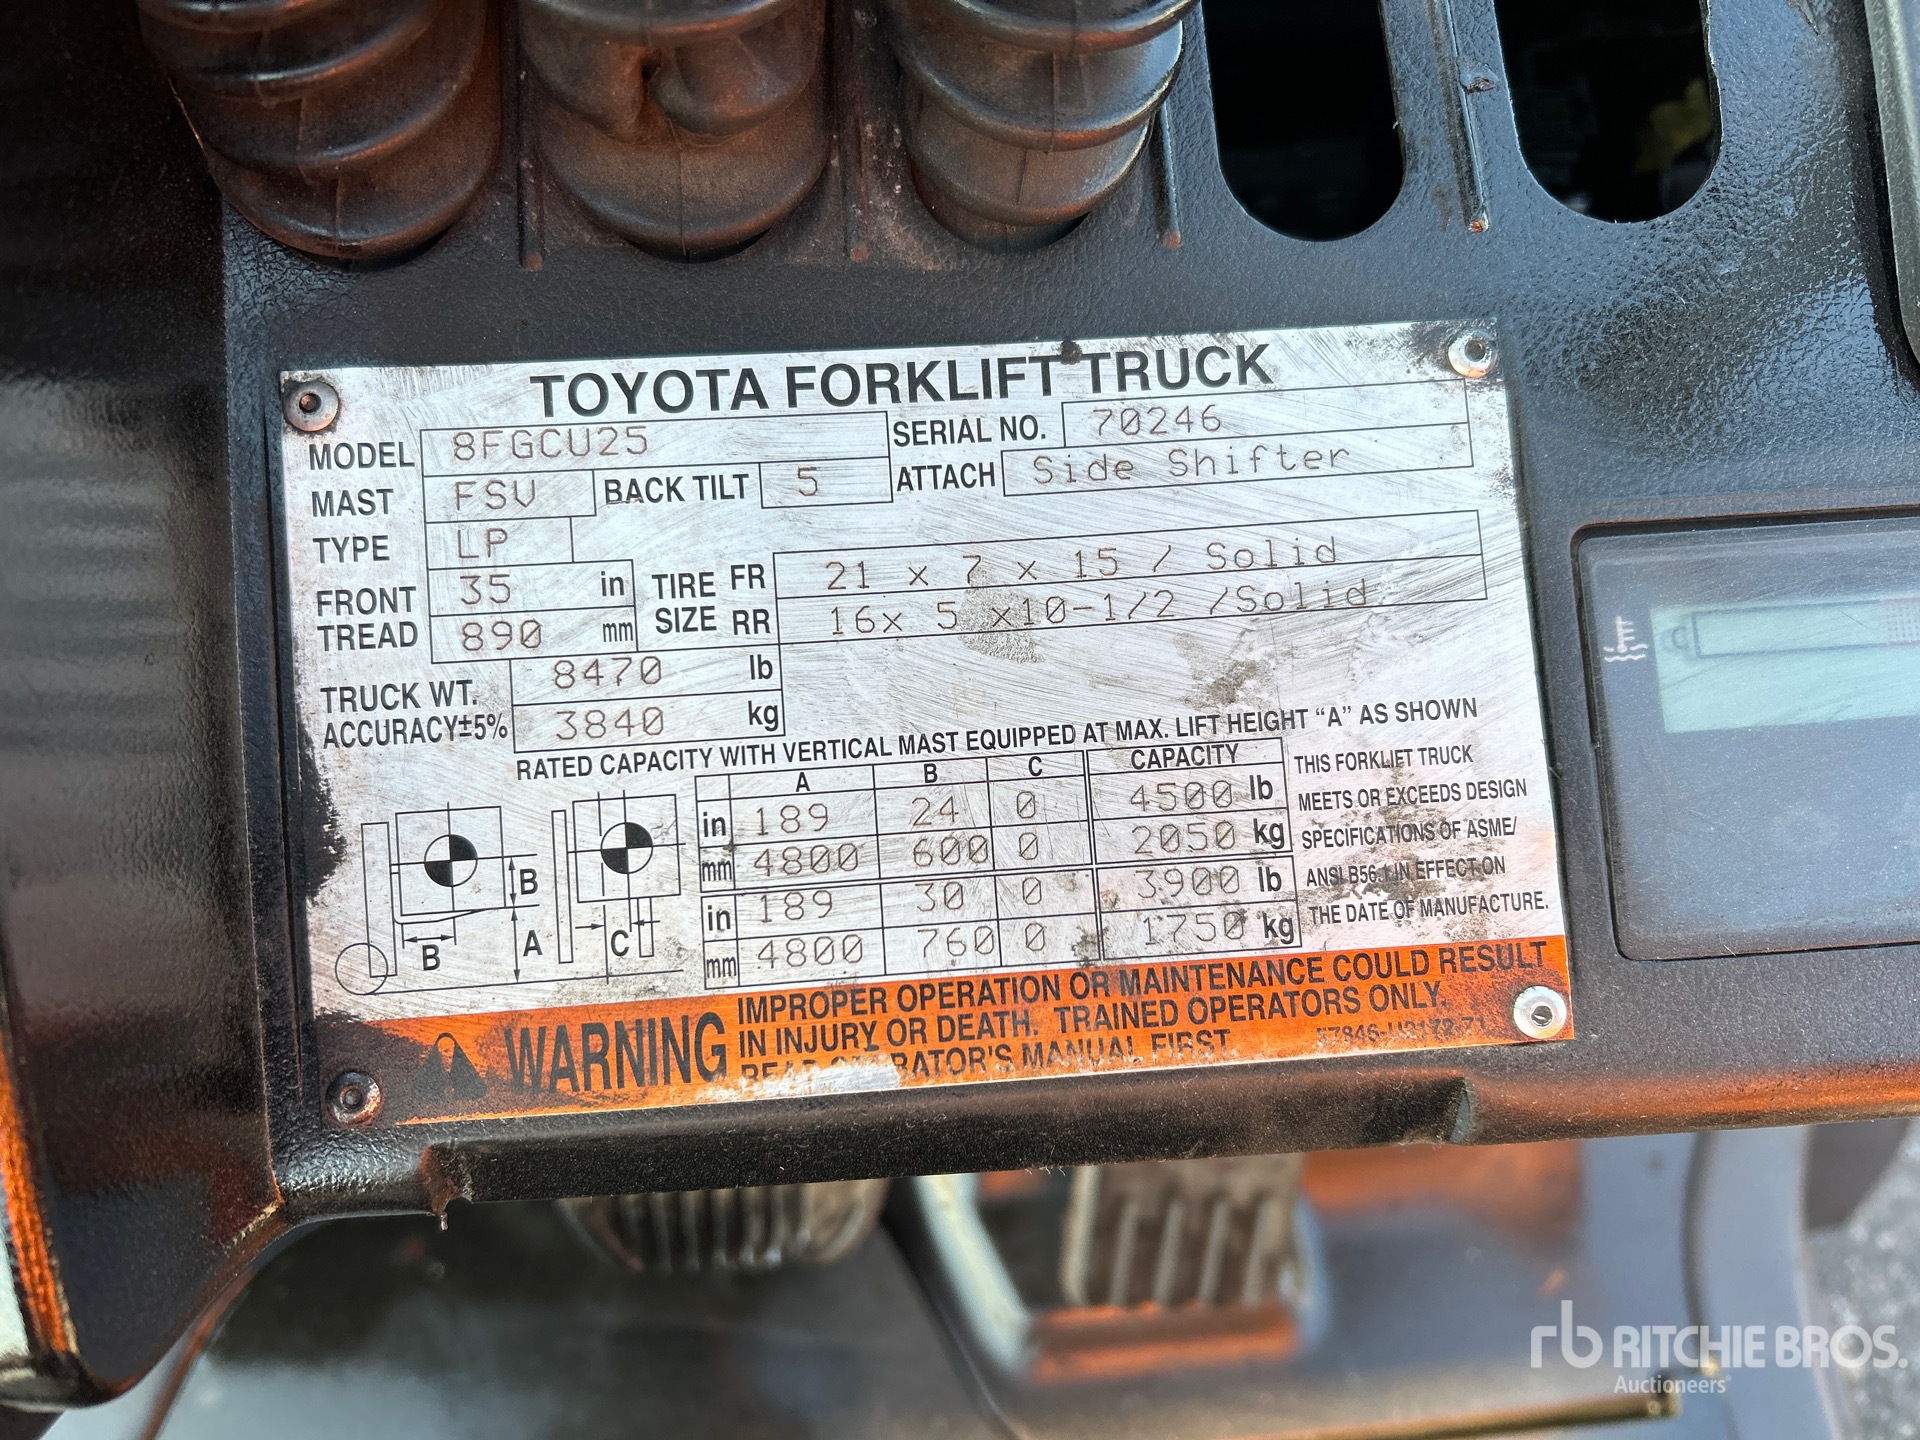 TOYOTA FORKLIFT TRUCK
MODEL 8FGCU25 SERIAL NO. 70246
MAST FSV BACK TILT 5 ATTACH Side Shifter
TYPE LP
FRONT TREAD 35 in TIRE SIZE FR 21 x 7 x 15 / Solid
890 mm RR 16x 5 x10-1/2 /Solid
TRUCK WT. 8470 lb
ACCURACY±5% 3840 kg
RATED CAPACITY WITH VERTICAL MAST EQUIPPED AT MAX. LIFT HEIGHT "A" AS SHOWN
A B C CAPACITY
in 189 24 0 4500 lb
mm 4800 600 0 2050 kg
in 189 30 0 3900 lb
mm 4800 760 0 1750 kg
B
B
A
C
THIS FORKLIFT TRUCK
MEETS OR EXCEEDS DESIGN
SPECIFICATIONS OF ASME/
ANSI B56.1 IN EFFECT ON
THE DATE OF MANUFACTURE.
WARNING
IMPROPER OPERATION OR MAINTENANCE COULD RESULT
IN INJURY OR DEATH. TRAINED OPERATORS ONLY.
READ OPERATOR'S MANUAL FIRST.
rb RITCHIE BROS.
Auctioneers